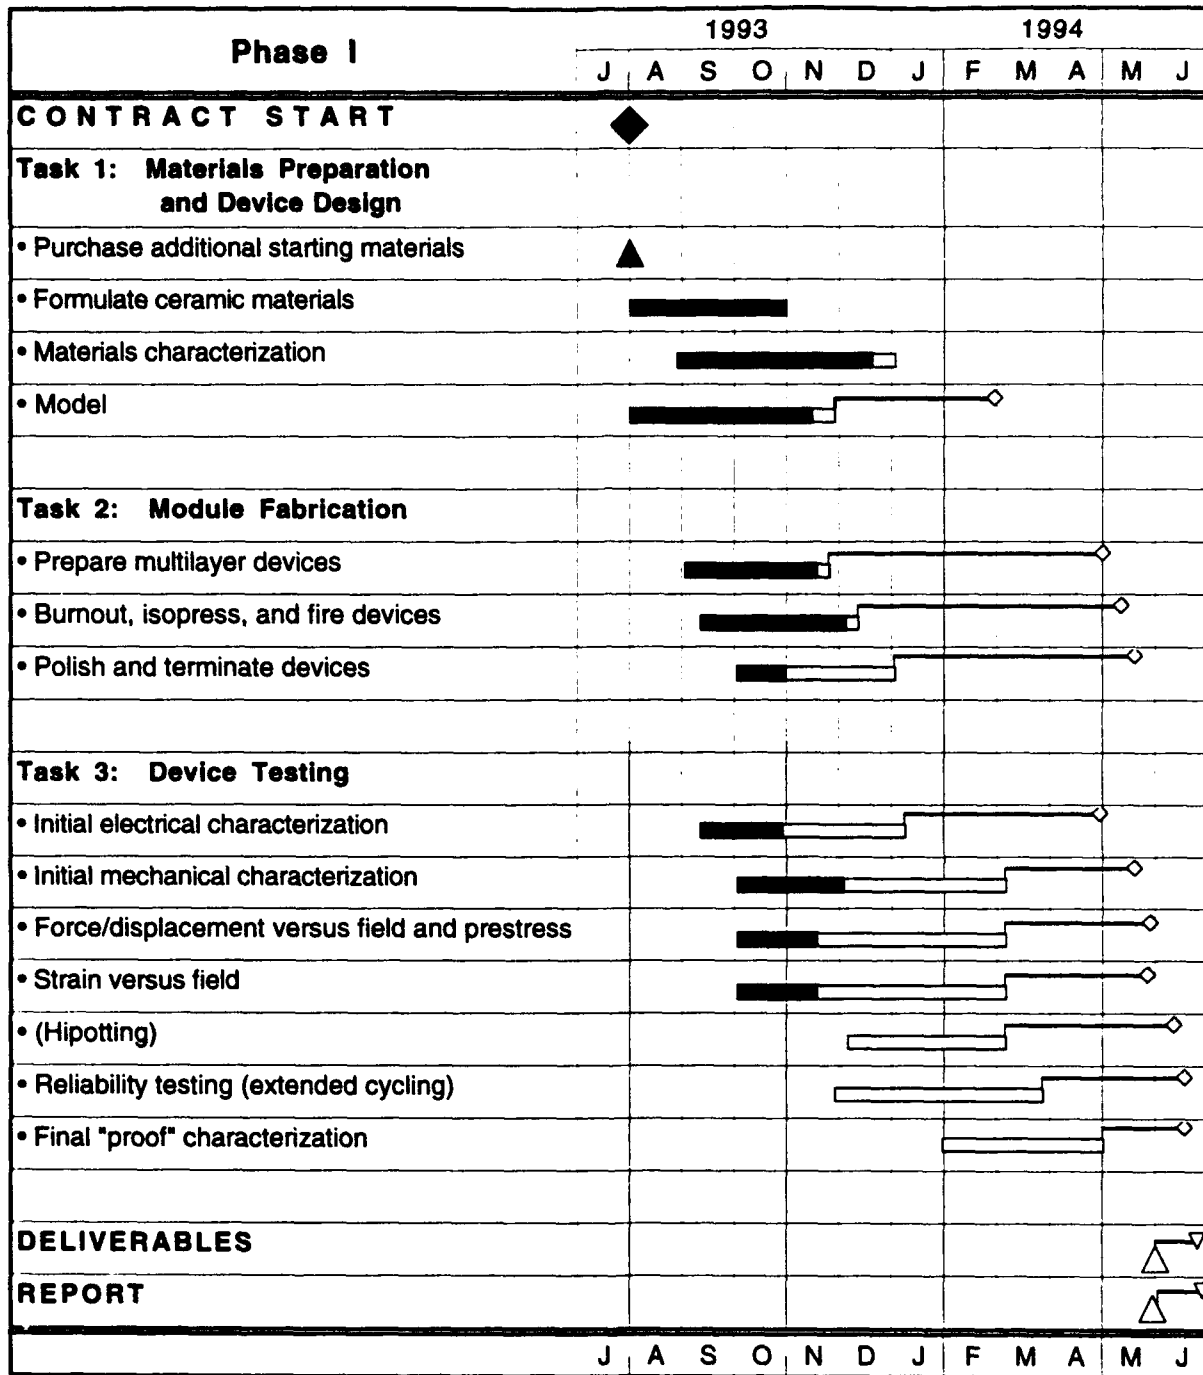 Phase I
1993 1994
J A S O N D J F M A M J
CONTRACT START
Task 1: Materials Preparation
and Device Design
• Purchase additional starting materials
• Formulate ceramic materials
• Materials characterization
• Model
Task 2: Module Fabrication
• Prepare multilayer devices
• Burnout, isopress, and fire devices
• Polish and terminate devices
Task 3: Device Testing
• Initial electrical characterization
• Initial mechanical characterization
• Force/displacement versus field and prestress
• Strain versus field
• (Hipotting)
• Reliability testing (extended cycling)
• Final "proof" characterization
DELIVERABLES
REPORT
J A S O N D J F M A M J